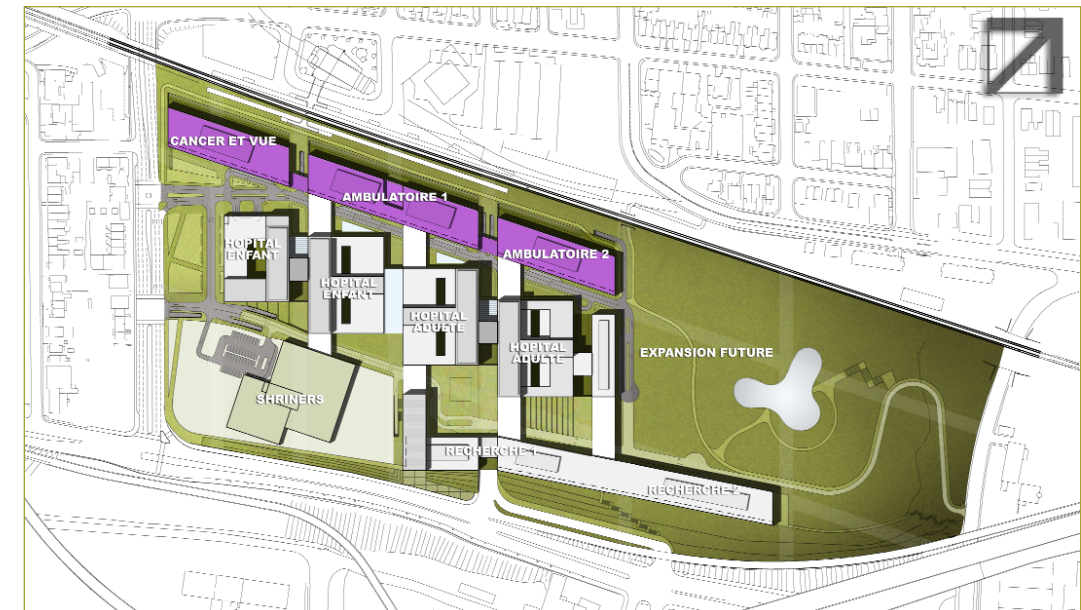 CANCER ET VUE
AMBULATOIRE 1
HOPITAL
ENFANT
AMBULATOIRE 2
HOPITAL
ENFANT
HOPITAL
ADULTE
HOPITAL
ADULTE
EXPANSION FUTURE
SHRINERS
RECHERCHE 1
RECHERCHE 2